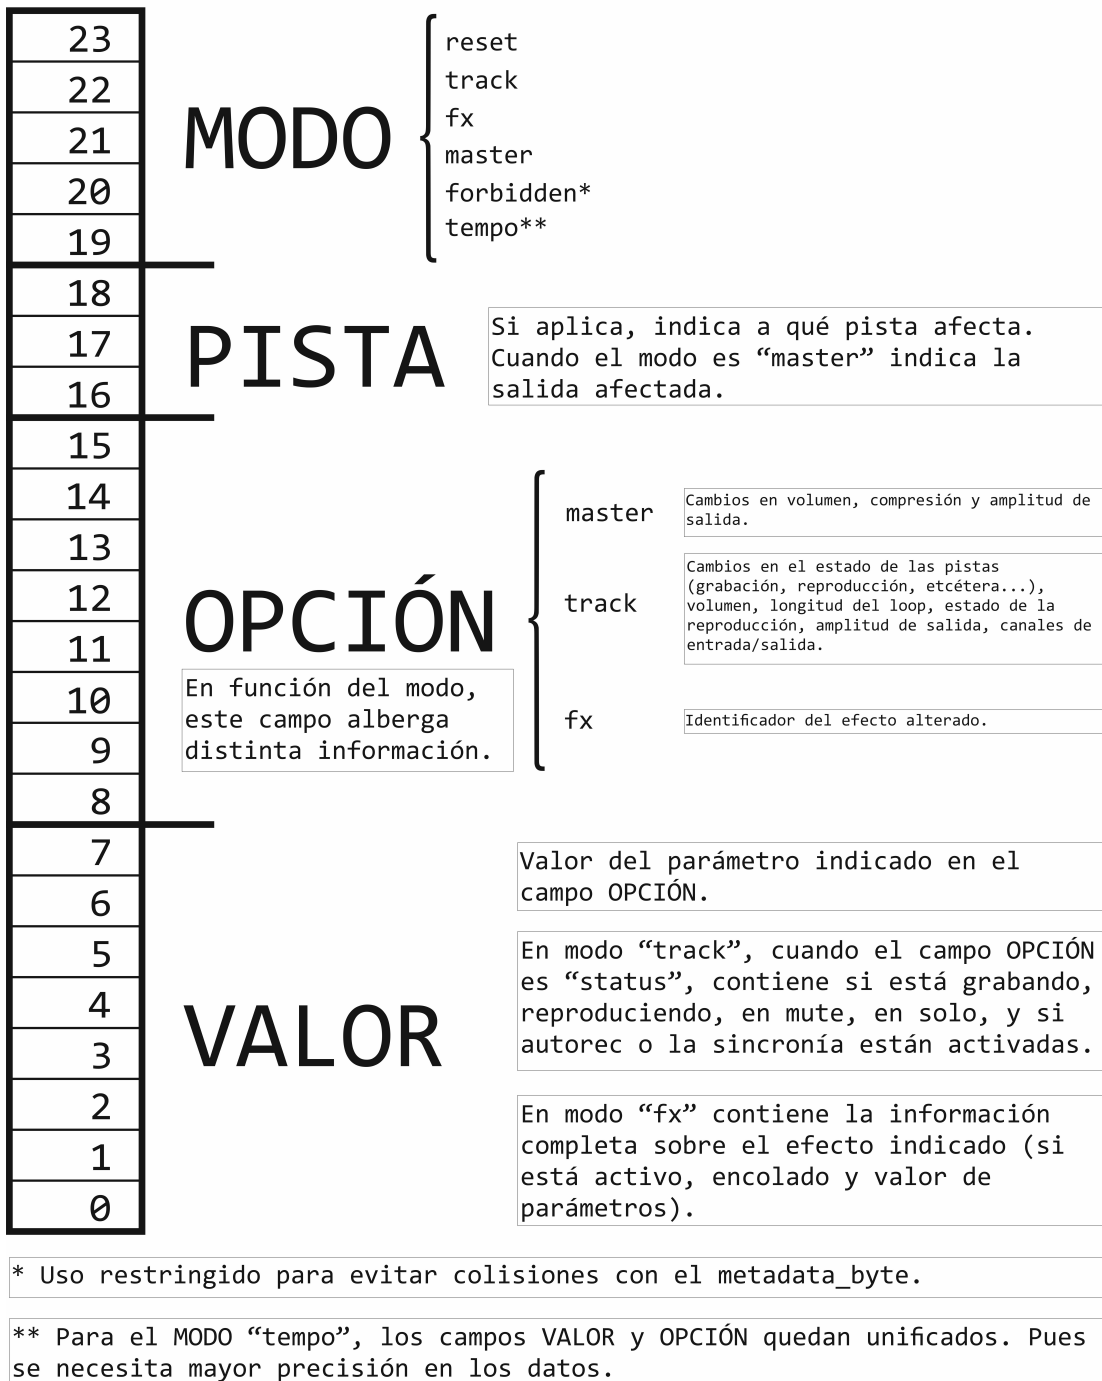 23
22
21
20
19
18
17
16
15
14
13
12
11
10
9
8
7
6
5
4
3
2
1
0
MODO
reset
track
fx
master
forbidden*
tempo**
PISTA
Si aplica, indica a qué pista afecta.
Cuando el modo es “master” indica la
salida afectada.
OPCIÓN
En función del modo,
este campo alberga
distinta información.
master
Cambios en volumen, compresión y amplitud de
salida.
track
Cambios en el estado de las pistas
(grabación, reproducción, etcétera...),
volumen, longitud del loop, estado de la
reproducción, amplitud de salida, canales de
entrada/salida.
fx
Identificador del efecto alterado.
VALOR
Valor del parámetro indicado en el
campo OPCIÓN.
En modo “track”, cuando el campo OPCIÓN
es “status”, contiene si está grabando,
reproduciendo, en mute, en solo, y si
autorec o la sincronía están activadas.
En modo “fx” contiene la información
completa sobre el efecto indicado (si
está activo, encolado y valor de
parámetros).
* Uso restringido para evitar colisiones con el metadata_byte.
** Para el MODO “tempo”, los campos VALOR y OPCIÓN quedan unificados. Pues
se necesita mayor precisión en los datos.